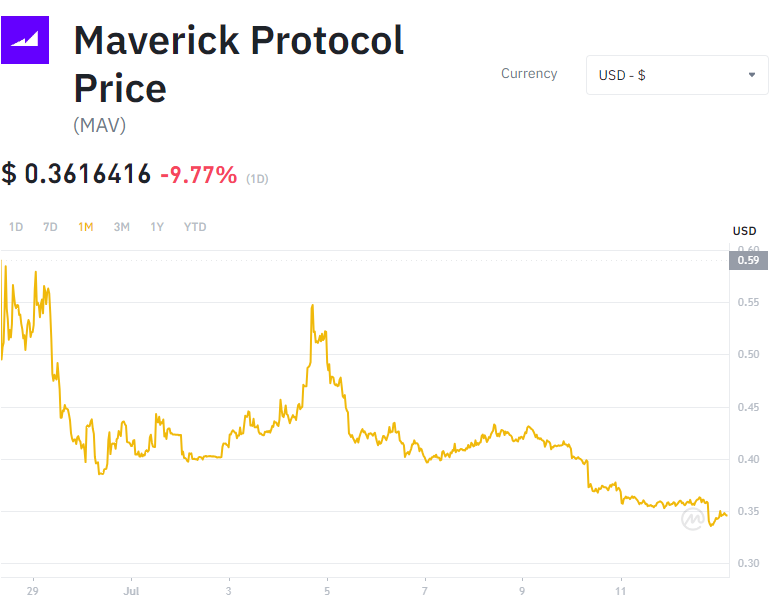 Maverick Protocol
Price
(MAV)
Currency
USD - $
$ 0.3616416 -9.77% (1D)
1D 7D 1M 3M 1Y YTD
USD
0.60
0.59
0.55
0.50
0.45
0.40
0.35
0.30
29 Jul 3 5 7 9 11